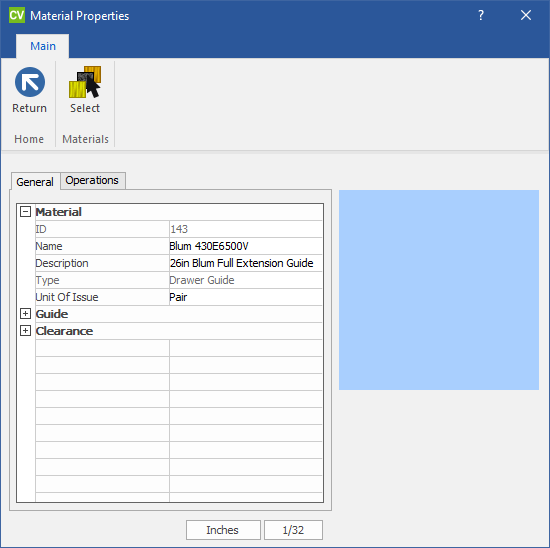 CV Material Properties ?
Main
Return Select
Home Materials
General Operations
Material
ID 143
Name Blum 430E6500V
Description 26in Blum Full Extension Guide
Type Drawer Guide
Unit Of Issue Pair
Guide
Clearance
Inches 1/32